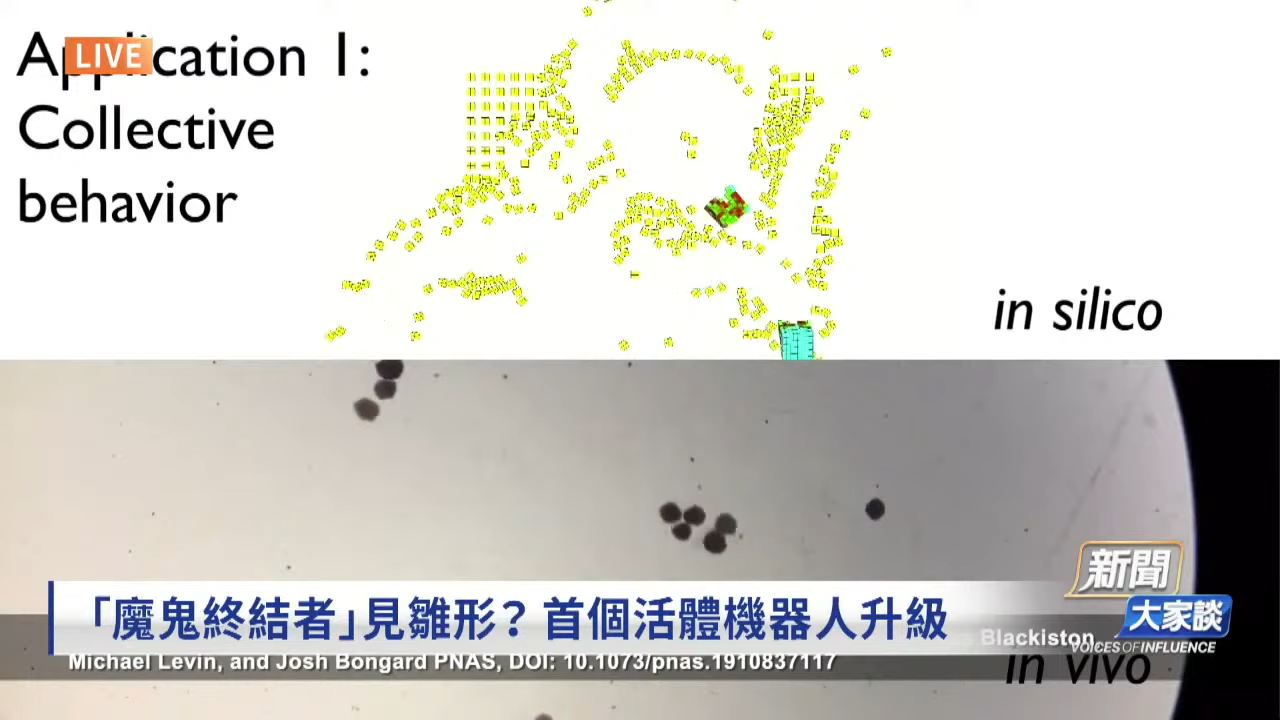 Application 1:
LIVE
Collective
behavior
in silico
新聞
大家談
VOICES OF INFLUENCE
「魔鬼終結者」見雛形？首個活體機器人升級
Blackiston,
Michael Levin, and Josh Bongard PNAS, DOI: 10.1073/pnas.1910837117
in vivo